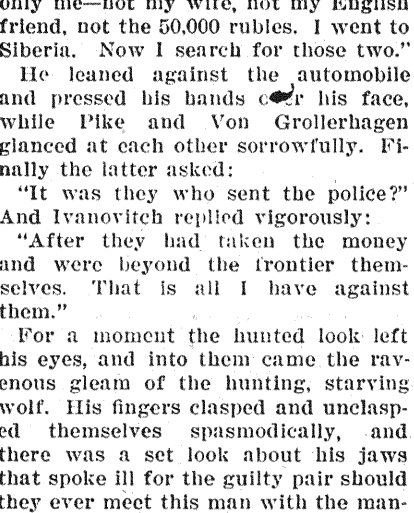 only me—not my wife, not my English
friend, not the 50,000 rubles. I went to
Siberia. Now I search for those two."
He leaned against the automobile
and pressed his hands over his face,
while Pike and Von Grollerhagen
glanced at each other sorrowfully. Fi-
nally the latter asked:
"It was they who sent the police?"
And Ivanovitch replied vigorously:
"After they had taken the money
and were beyond the frontier them-
selves. That is all I have against
them."
For a moment the hunted look left
his eyes, and into them came the rav-
enous gleam of the hunting, starving
wolf. His fingers clasped and unclasp-
ed themselves spasmodically, and
there was a set look about his jaws
that spoke ill for the guilty pair should
they ever meet this man with the man-